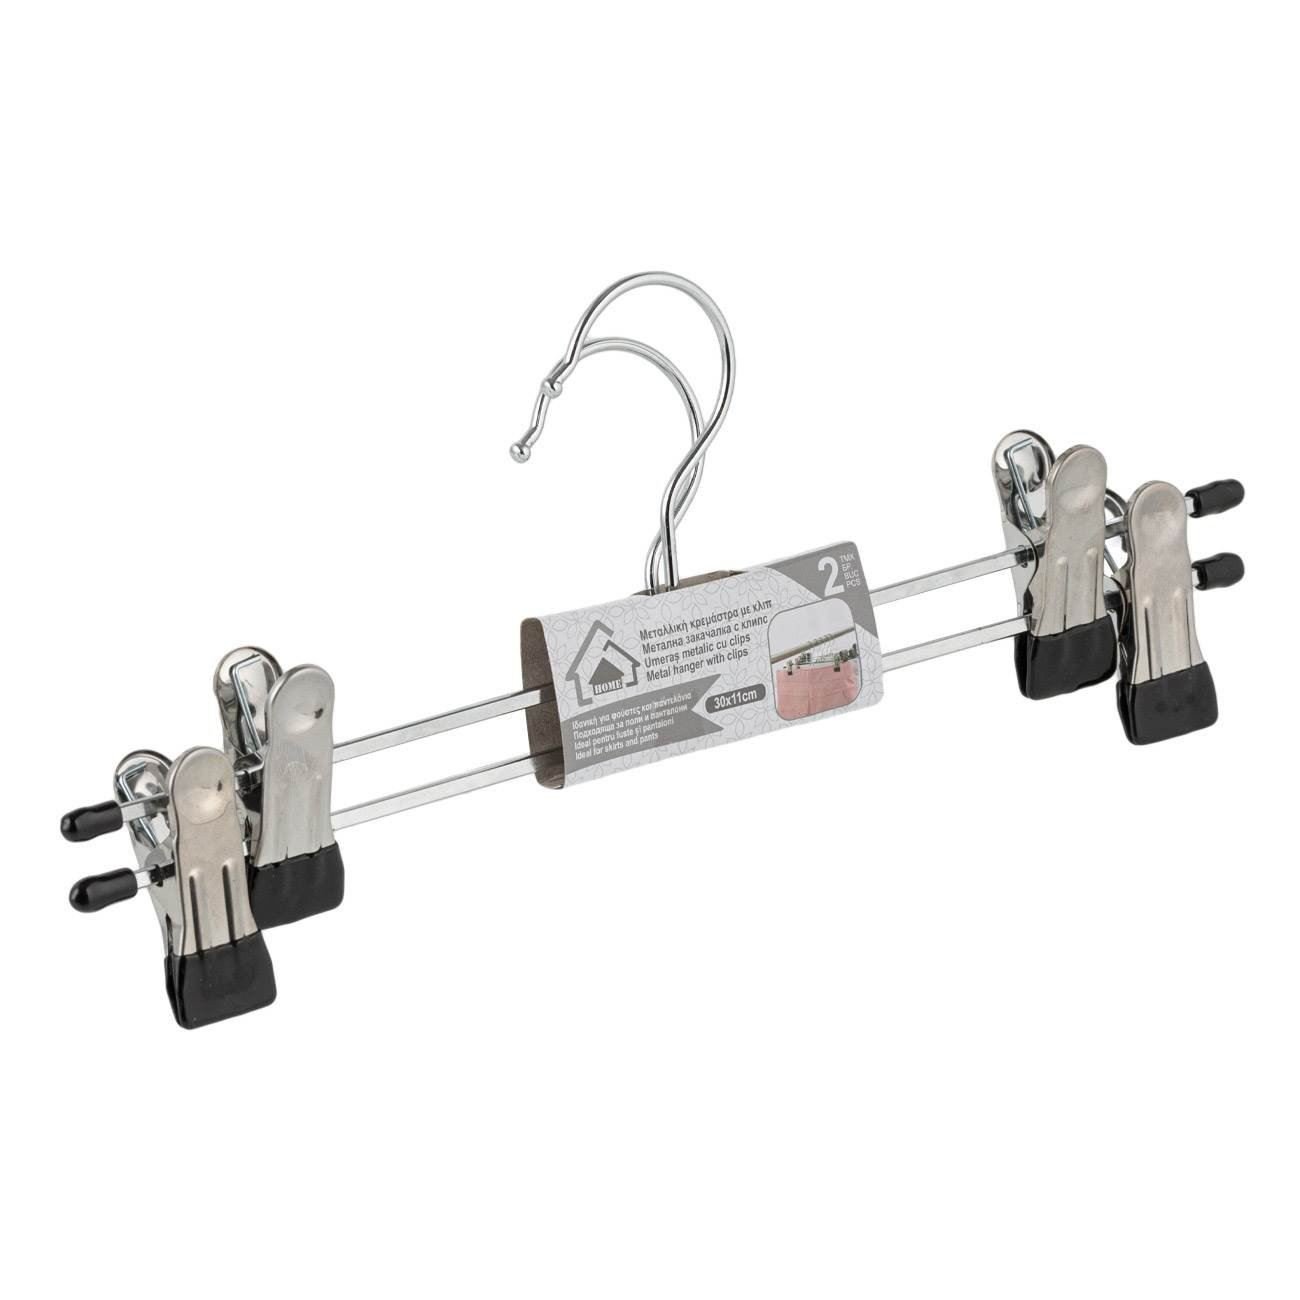 2
ΤΜΧ
БР
BUC
PCS
Μεταλλική κρεμάστρα με κλιπ
Метална закачалка с клипс
Umeraş metalic cu clips
Metal hanger with clips
HOME
30x11cm
Ιδανική για φούστες και παντελόνια
Подходяща за поли и панталони
Ideal pentru fuste şi pantaloni
Ideal for skirts and pants